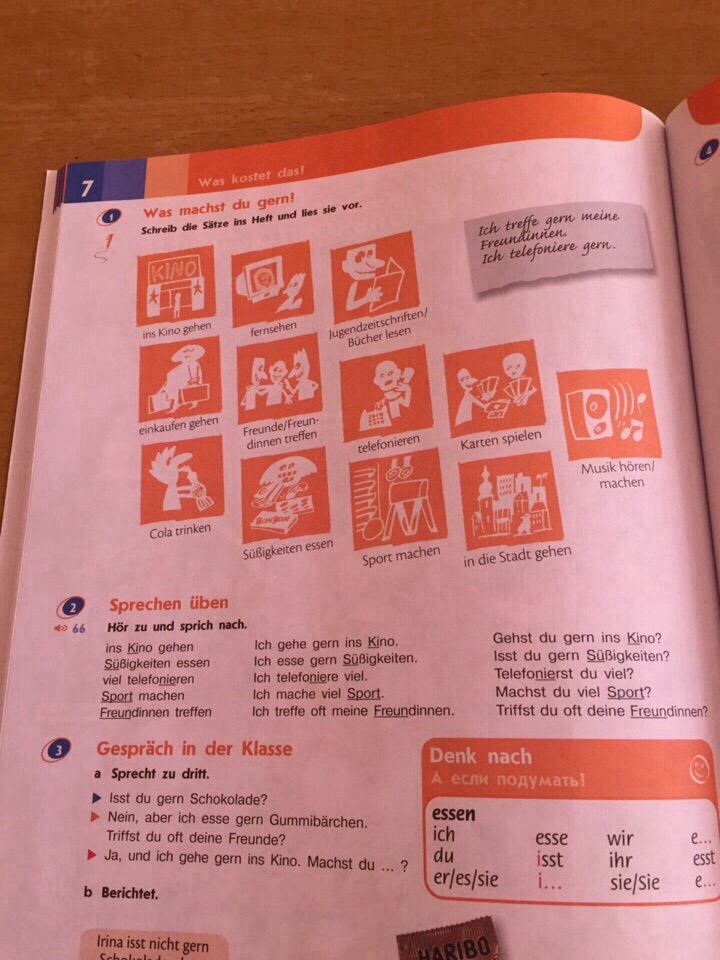 7
Was kostet das?
1
Was machst du gern?
Schreib die Sätze ins Heft und lies sie vor.
1
Ich treffe gern meine
Freundinnen.
Ich telefoniere gern.
KINO
ins Kino gehen
fernsehen
Jugendzeitschriften/
Bücher lesen
einkaufen gehen
Freunde/Freun-
dinnen treffen
telefonieren
Karten spielen
Musik hören/
machen
Cola trinken
BONBON
Süßigkeiten essen
Sport machen
in die Stadt gehen
2
Sprechen üben
66
Hör zu und sprich nach.
ins Kino gehen
Süßigkeiten essen
viel telefonieren
Sport machen
Freundinnen treffen
Ich gehe gern ins Kino.
Ich esse gern Süßigkeiten.
Ich telefoniere viel.
Ich mache viel Sport.
Ich treffe oft meine Freundinnen.
Gehst du gern ins Kino?
Isst du gern Süßigkeiten?
Telefonierst du viel?
Machst du viel Sport?
Triffst du oft deine Freundinnen?
3
Gespräch in der Klasse
a Sprecht zu dritt.
Isst du gern Schokolade?
Nein, aber ich esse gern Gummibärchen.
Triffst du oft deine Freunde?
Ja, und ich gehe gern ins Kino. Machst du ... ?
b Berichtet.
Irina isst nicht gern
Denk nach
А если подумать!
essen
ich esse wir e...
du isst ihr esst
er/es/sie i... sie/Sie e...
HARIBO
4